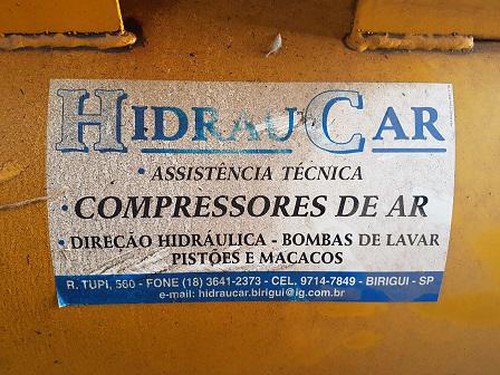 HIDRAUCAR
• ASSISTÊNCIA TÉCNICA
• COMPRESSORES DE AR
• DIREÇÃO HIDRÁULICA - BOMBAS DE LAVAR
PISTÕES E MACACOS
R. TUPI, 560 - FONE (18) 3641-2373 - CEL. 9714-7849 - BIRIGUI - SP
e-mail: hidraucar.birigui@ig.com.br